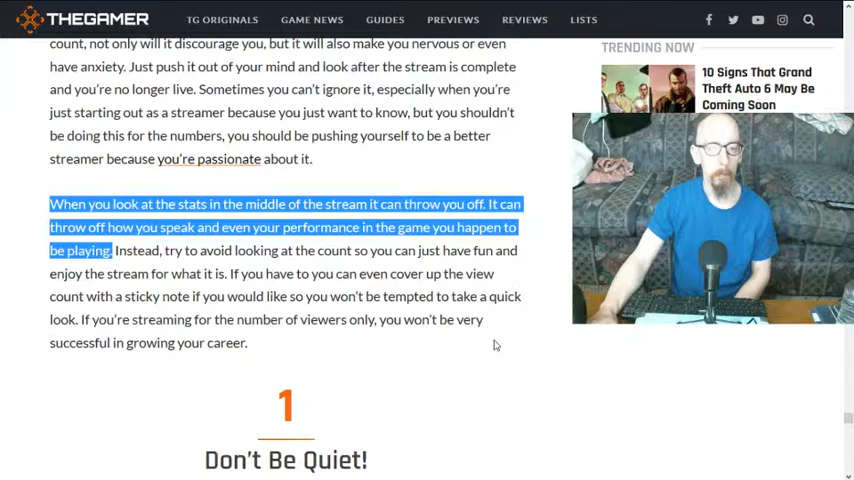 THEGAMER
TG ORIGINALS GAME NEWS GUIDES PREVIEWS REVIEWS LISTS
count, not only will it discourage you, but it will also make you nervous or even
have anxiety. Just push it out of your mind and look after the stream is complete
and you're no longer live. Sometimes you can't ignore it, especially when you're
just starting out as a streamer because you just want to know, but you shouldn't
be doing this for the numbers, you should be pushing yourself to be a better
streamer because you're passionate about it.
When you look at the stats in the middle of the stream it can throw you off. It can
throw off how you speak and even your performance in the game you happen to
be playing. Instead, try to avoid looking at the count so you can just have fun and
enjoy the stream for what it is. If you have to you can even cover up the view
count with a sticky note if you would like so you won't be tempted to take a quick
look. If you're streaming for the number of viewers only, you won't be very
successful in growing your career.
1
Don't Be Quiet!
TRENDING NOW
10 Signs That Grand
Theft Auto 6 May Be
Coming Soon